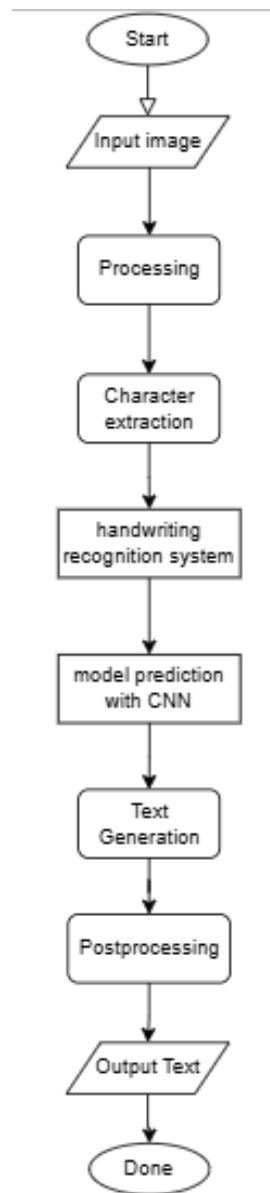 Start
Input image
Processing
Character
extraction
handwriting
recognition system
model prediction
with CNN
Text
Generation
Postprocessing
Output Text
Done